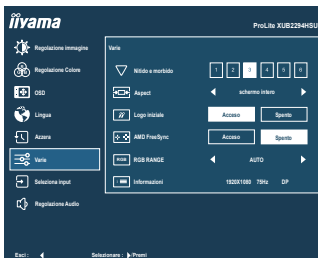 iiyama
ProLite XUB2294HSU
Regolazione immagine
Regolazione Colore
OSD
Lingua
Azzera
Varie
Seleziona input
Regolazione Audio
Varie
Nitido e morbido 1 2 3 4 5 6
Aspect schermo intero
Logo iniziale Acceso Spento
AMD FreeSync Acceso Spento
RGB RGB RANGE AUTO
Informazioni 1920X1080 75Hz DP
Esci : Selezionare : /Premi